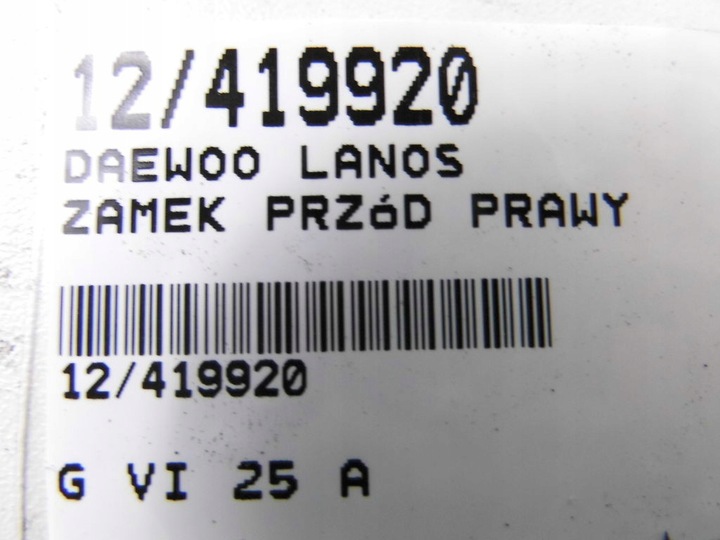 12/419920
DAEWOO LANOS
ZAMEK PRZóD PRAWY
12/419920
G VI 25 A